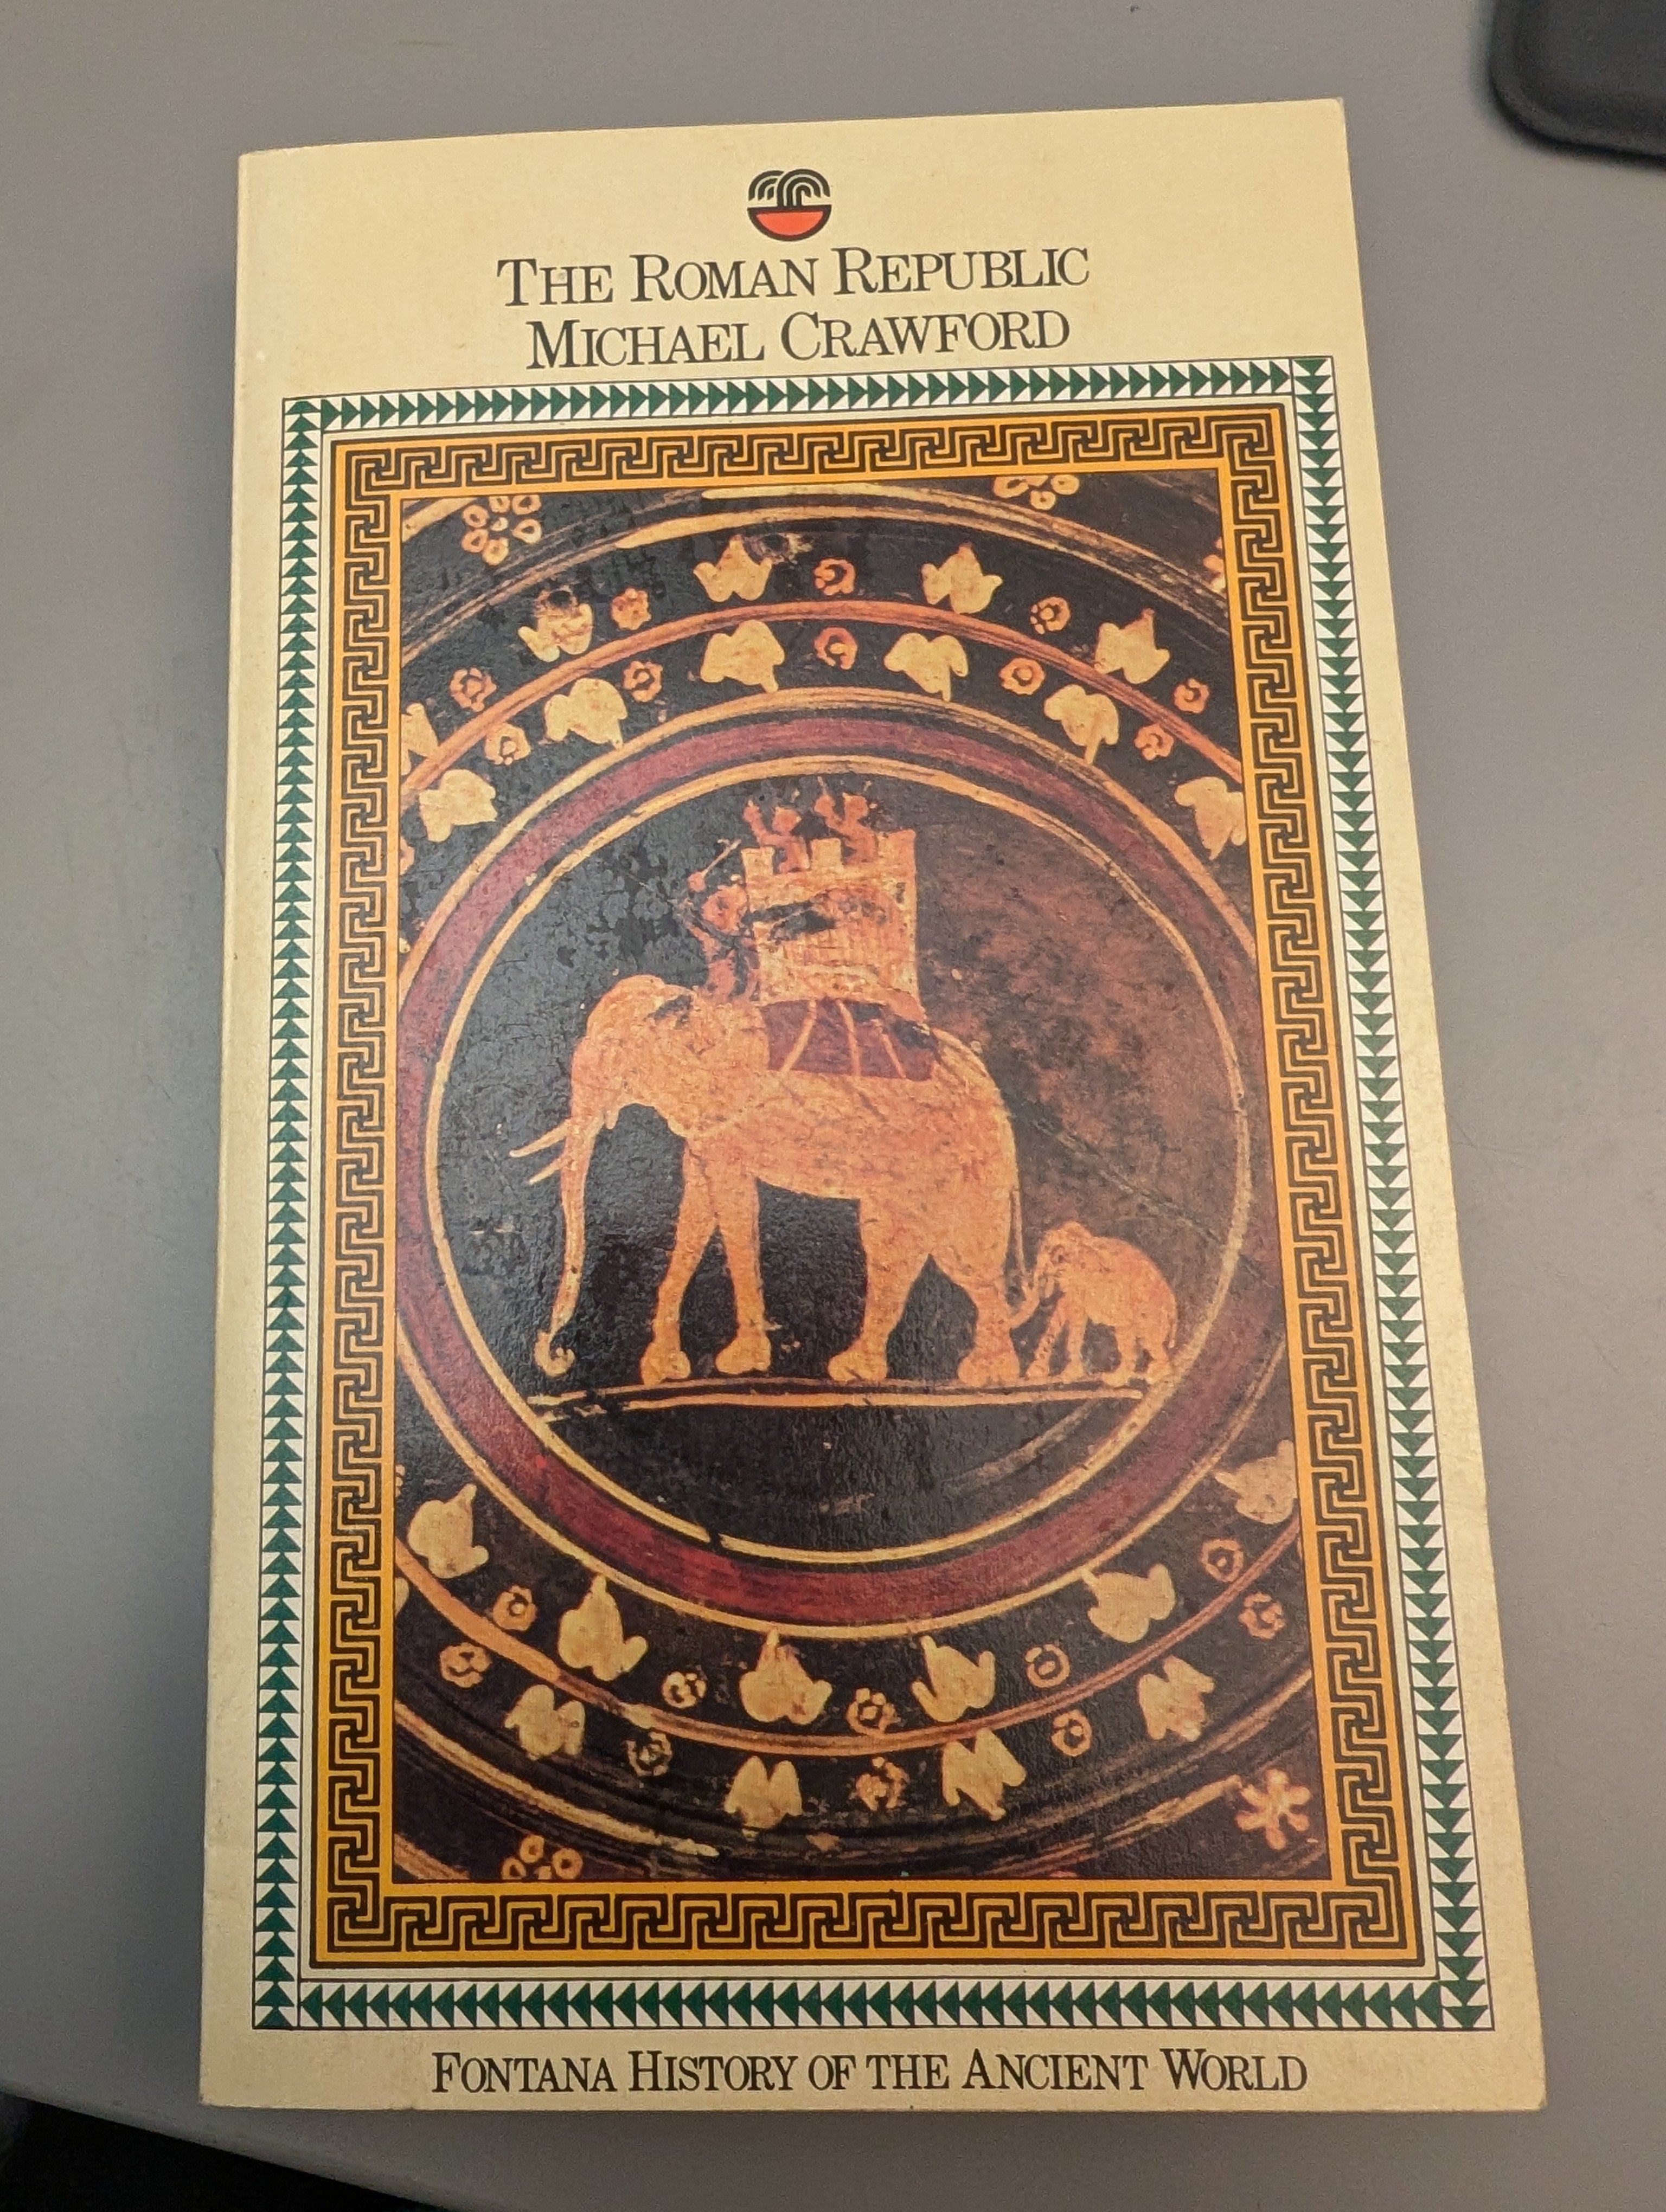 THE ROMAN REPUBLIC
MICHAEL CRAWFORD
FONTANA HISTORY OF THE ANCIENT WORLD